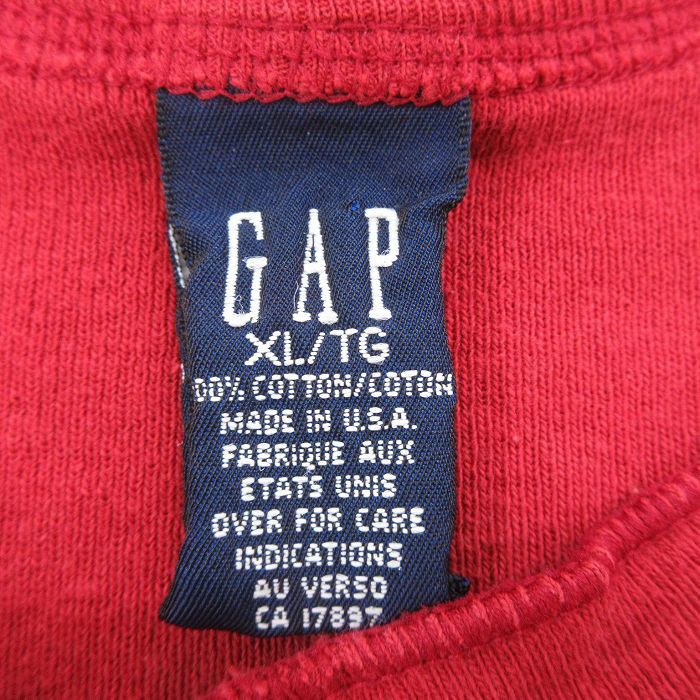 GAP
XL/TG
00% COTTON/COTON
MADE IN U.S.A.
FABRIQUE AUX
ETATS UNIS
OVER FOR CARE
INDICATIONS
AU VERSO
CA 17897